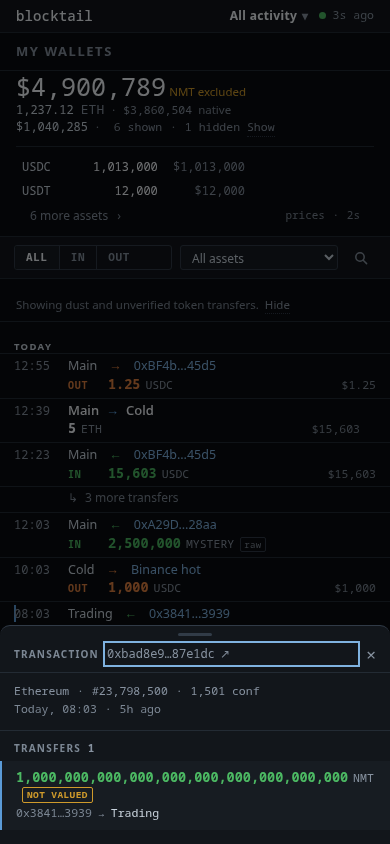 blocktail All activity ▾ 3s ago
MY WALLETS
$4,900,789 NMT excluded
1,237.12 ETH · $3,860,504 native
$1,040,285 · 6 shown · 1 hidden Show
USDC 1,013,000 $1,013,000
USDT 12,000 $12,000
6 more assets › prices · 2s
ALL IN OUT All assets
Showing dust and unverified token transfers. Hide
TODAY
12:55 Main → 0xBF4b…45d5
OUT 1.25 USDC $1.25
12:39 Main → Cold
5 ETH $15,603
12:23 Main ← 0xBF4b…45d5
IN 15,603 USDC $15,603
↳ 3 more transfers
12:03 Main ← 0xA29D…28aa
IN 2,500,000 MYSTERY raw
10:03 Cold → Binance hot
OUT 1,000 USDC $1,000
08:03 Trading ← 0x3841…3939
TRANSACTION 0xbad8e9…87e1dc ↗ ✕
Ethereum · #23,798,500 · 1,501 conf
Today, 08:03 · 5h ago
TRANSFERS 1
1,000,000,000,000,000,000,000,000,000,000 NMT
NOT VALUED
0x3841…3939 → Trading